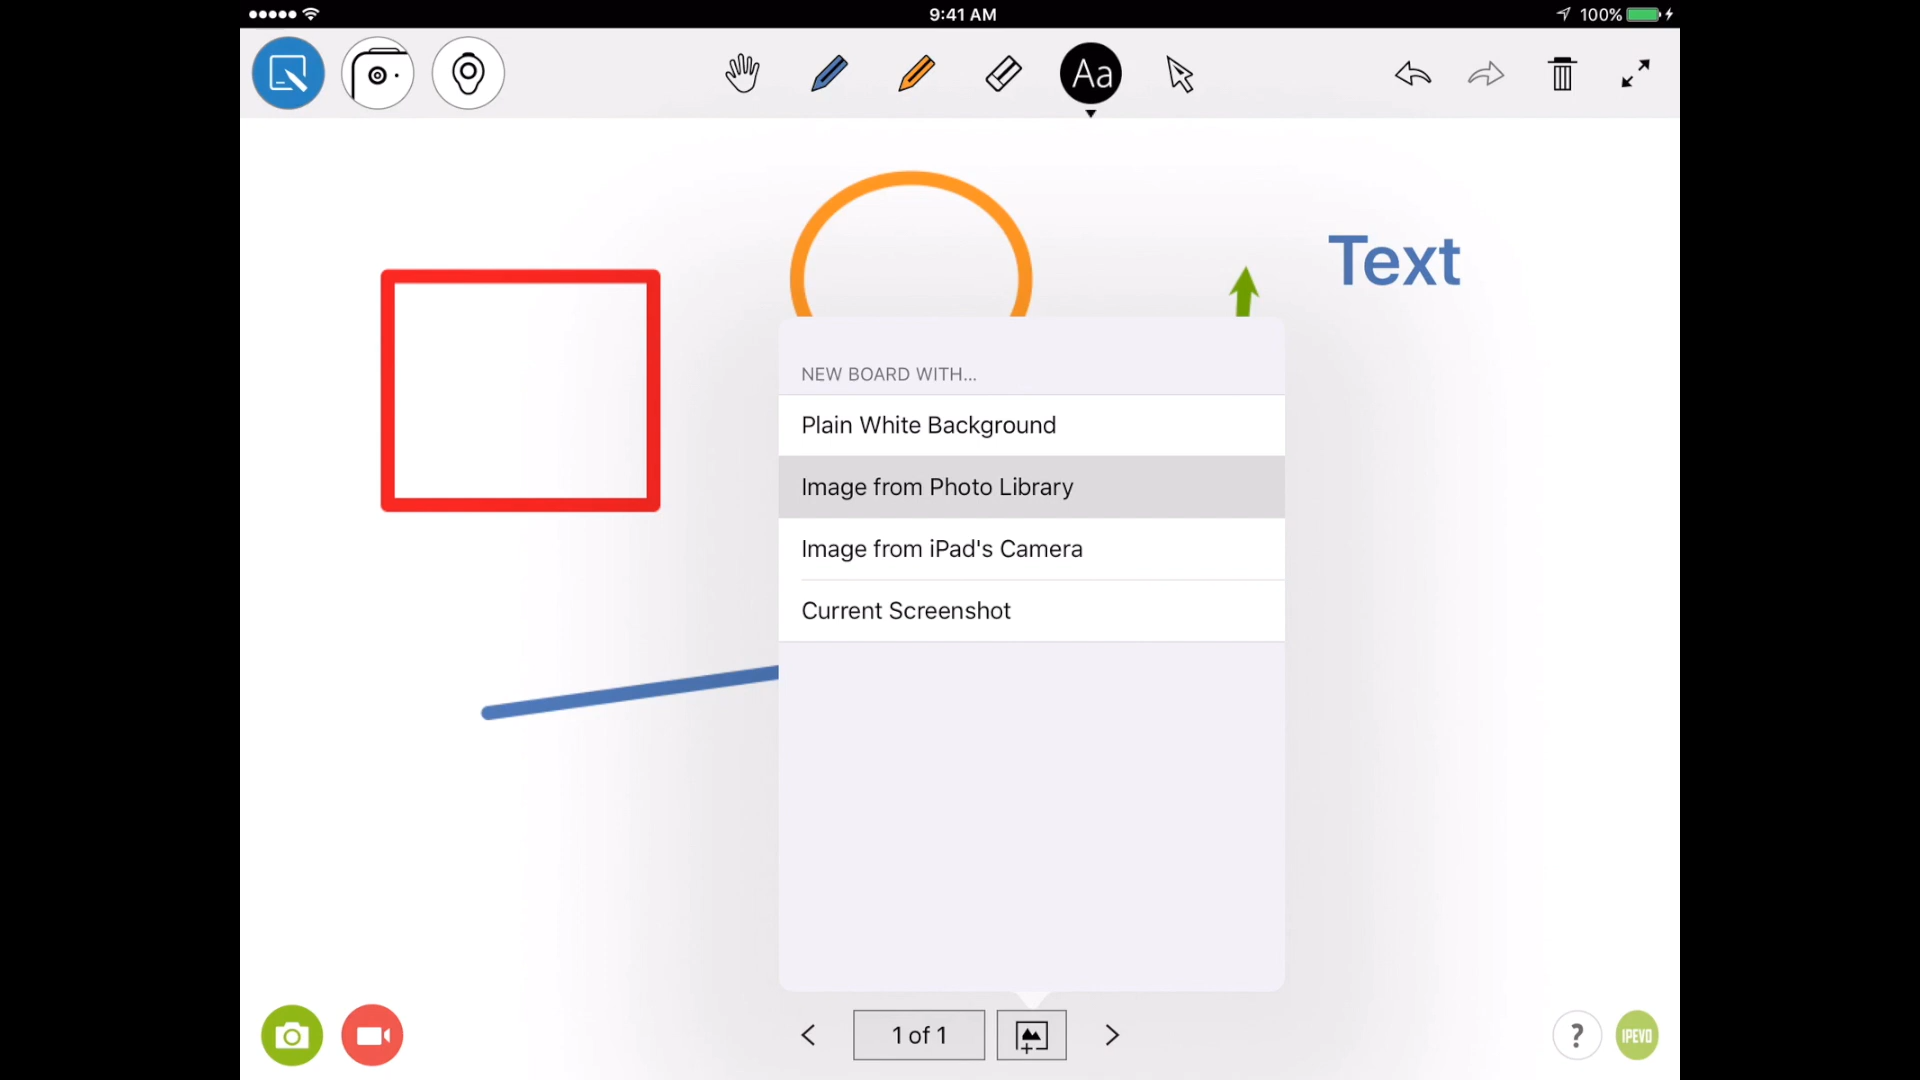 9:41 AM
100%
Aa
Text
NEW BOARD WITH...
Plain White Background
Image from Photo Library
Image from iPad's Camera
Current Screenshot
1 of 1
?
IPEVO